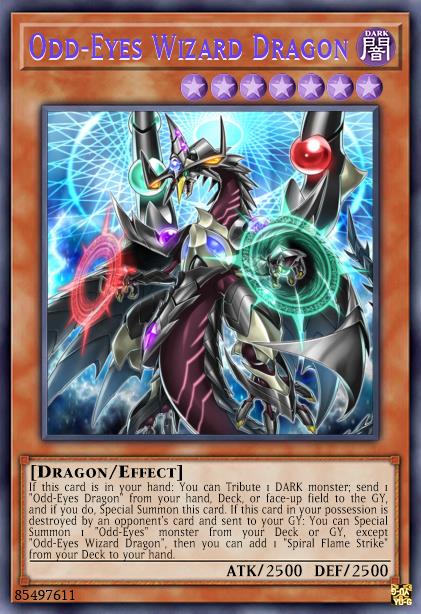 ODD-EYES WIZARD DRAGON
DARK
闇
[DRAGON/EFFECT]
If this card is in your hand: You can Tribute 1 DARK monster; send 1
"Odd-Eyes Dragon" from your hand, Deck, or face-up field to the GY,
and if you do, Special Summon this card. If this card in your possession is
destroyed by an opponent's card and sent to your GY: You can Special
Summon 1 "Odd-Eyes" monster from your Deck or GY, except
"Odd-Eyes Wizard Dragon", then you can add 1 "Spiral Flame Strike"
from your Deck to your hand.
ATK/2500 DEF/2500
85497611